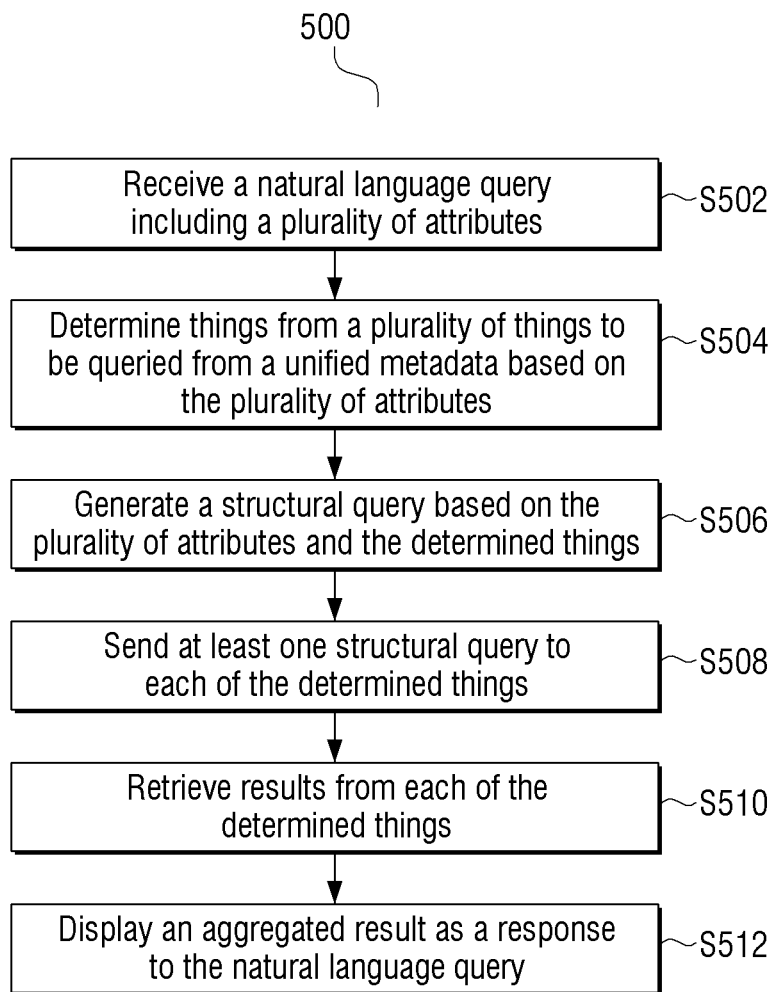 500
Receive a natural language query
including a plurality of attributes
S502
Determine things from a plurality of things to
be queried from a unified metadata based on
the plurality of attributes
S504
Generate a structural query based on the
plurality of attributes and the determined things
S506
Send at least one structural query to
each of the determined things
S508
Retrieve results from each of the
determined things
S510
Display an aggregated result as a response
to the natural language query
S512